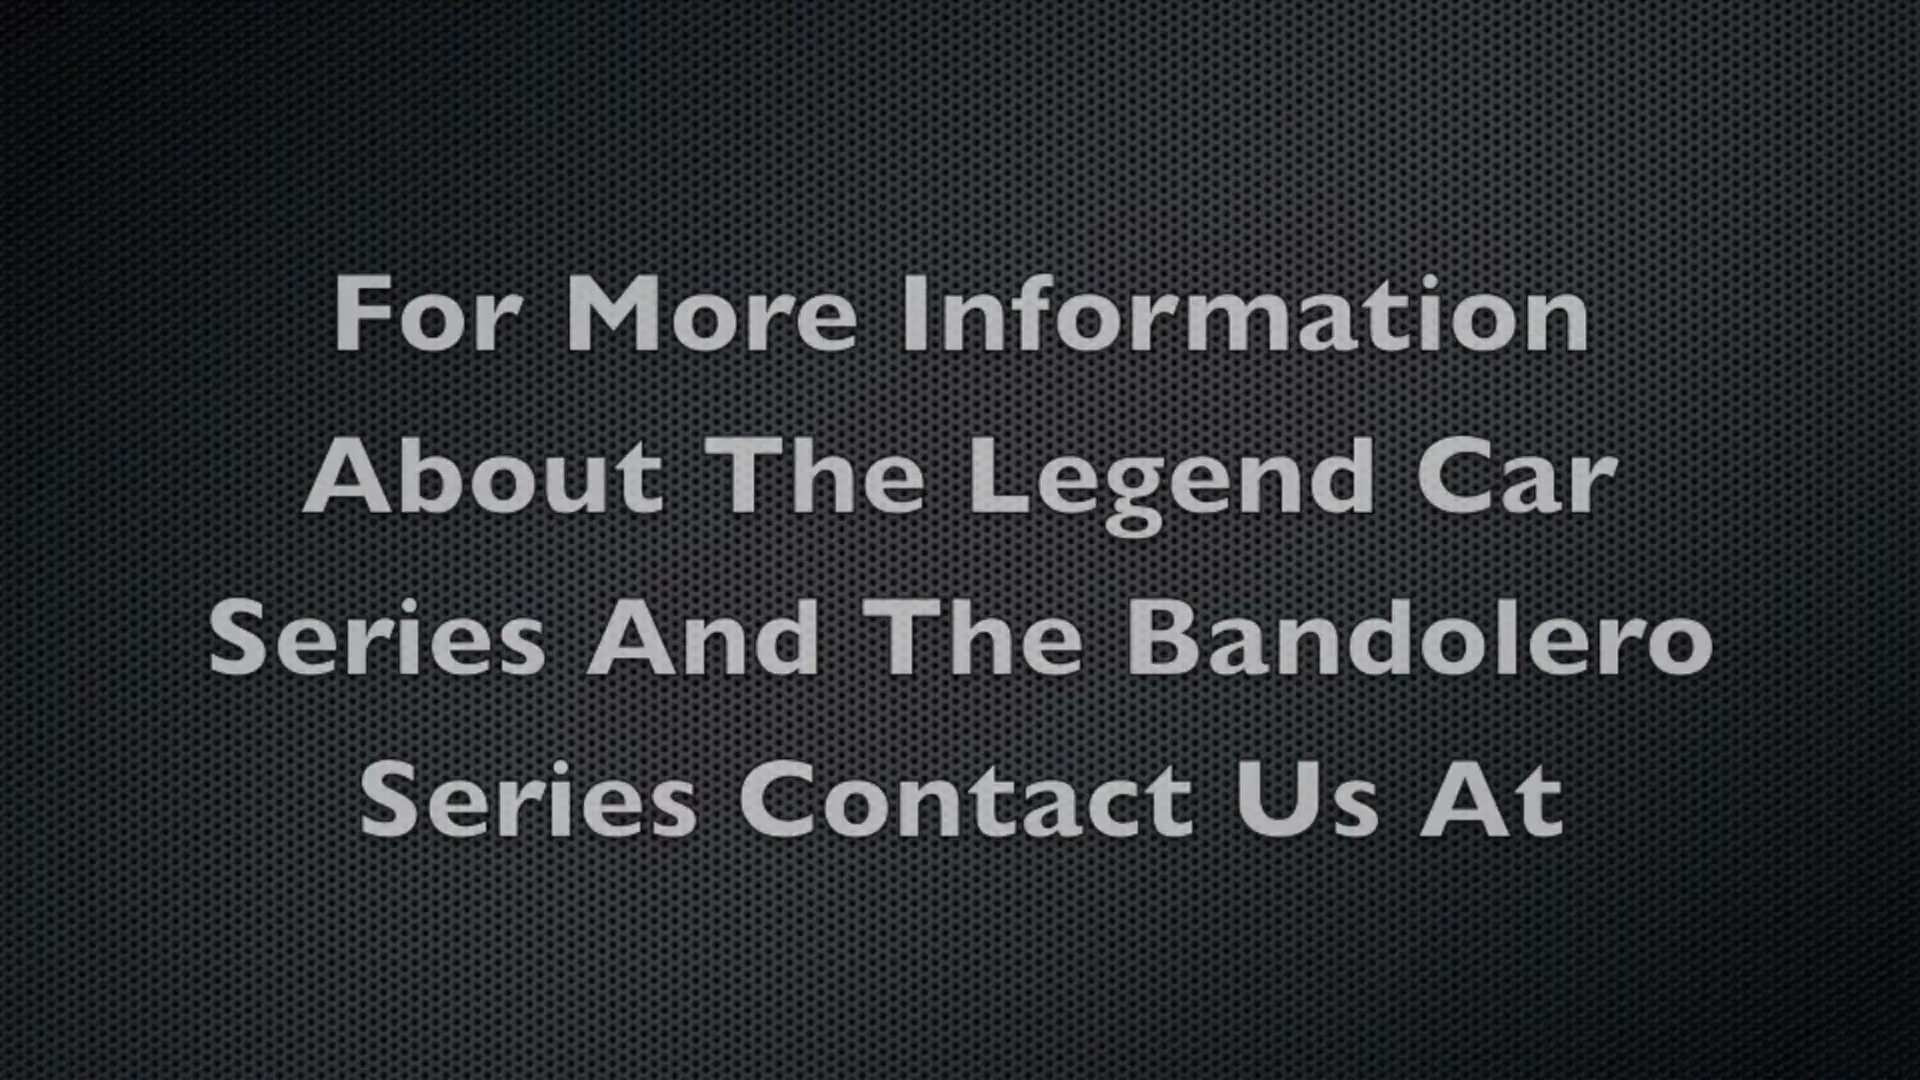 For More Information
About The Legend Car
Series And The Bandolero
Series Contact Us At